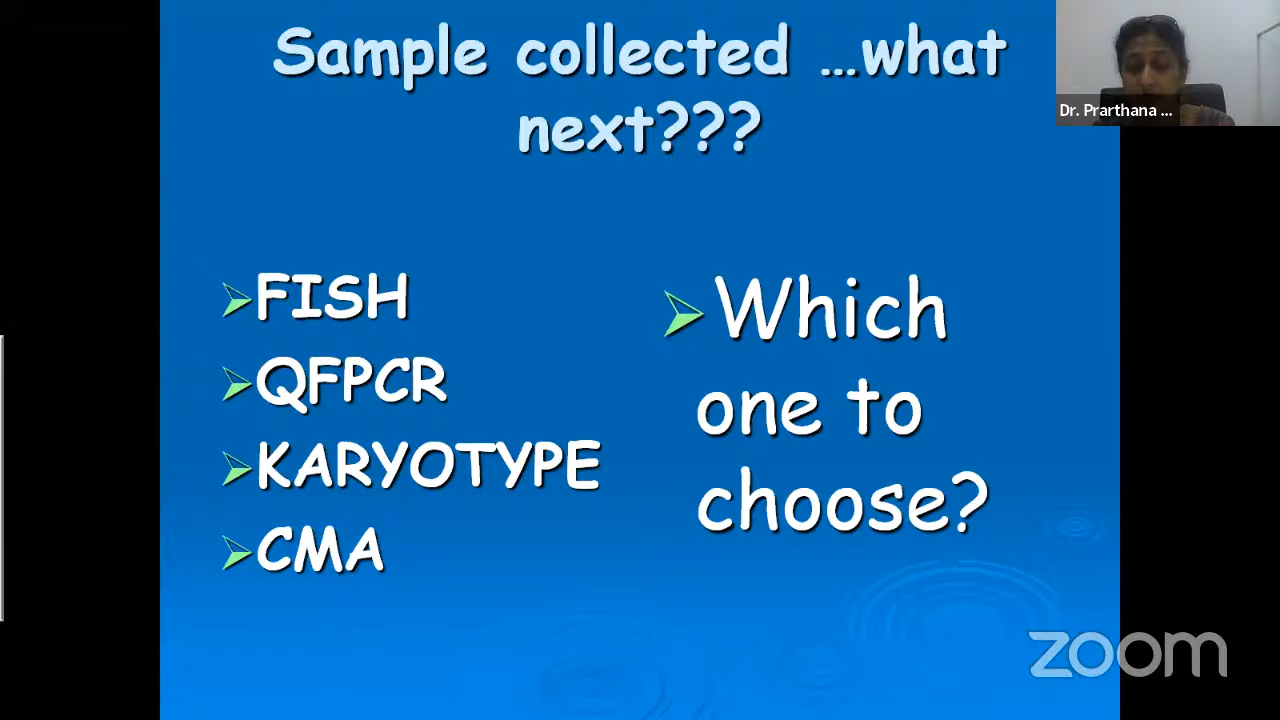 Sample collected …what
next???
Dr. Prarthana ...
➢FISH
➢QFPCR
➢KARYOTYPE
➢CMA
➢Which
one to
choose?
zoom